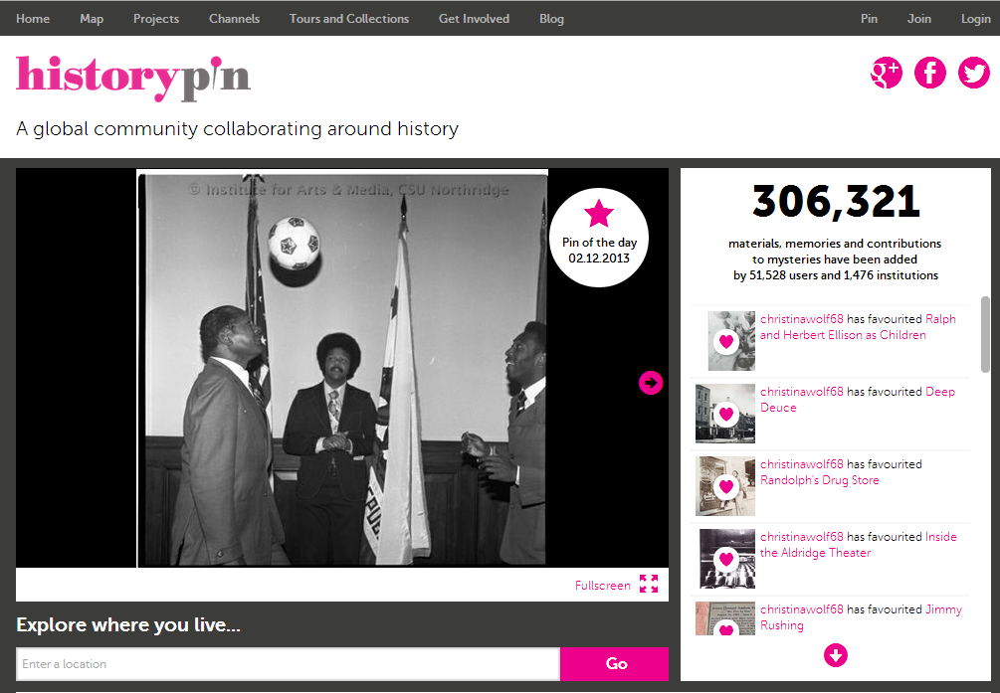 Home Map Projects Channels Tours and Collections Get Involved Blog Pin Join Login
historypin
g+ f
A global community collaborating around history
© Institute for Arts & Media, CSU Northridge
Pin of the day
02.12.2013
Fullscreen
Explore where you live...
Enter a location
Go
306,321
materials, memories and contributions
to mysteries have been added
by 51,528 users and 1,476 institutions
christinawolf68 has favourited Ralph
and Herbert Ellison as Children
christinawolf68 has favourited Deep
Deuce
christinawolf68 has favourited
Randolph's Drug Store
christinawolf68 has favourited Inside
the Aldridge Theater
christinawolf68 has favourited Jimmy
Rushing